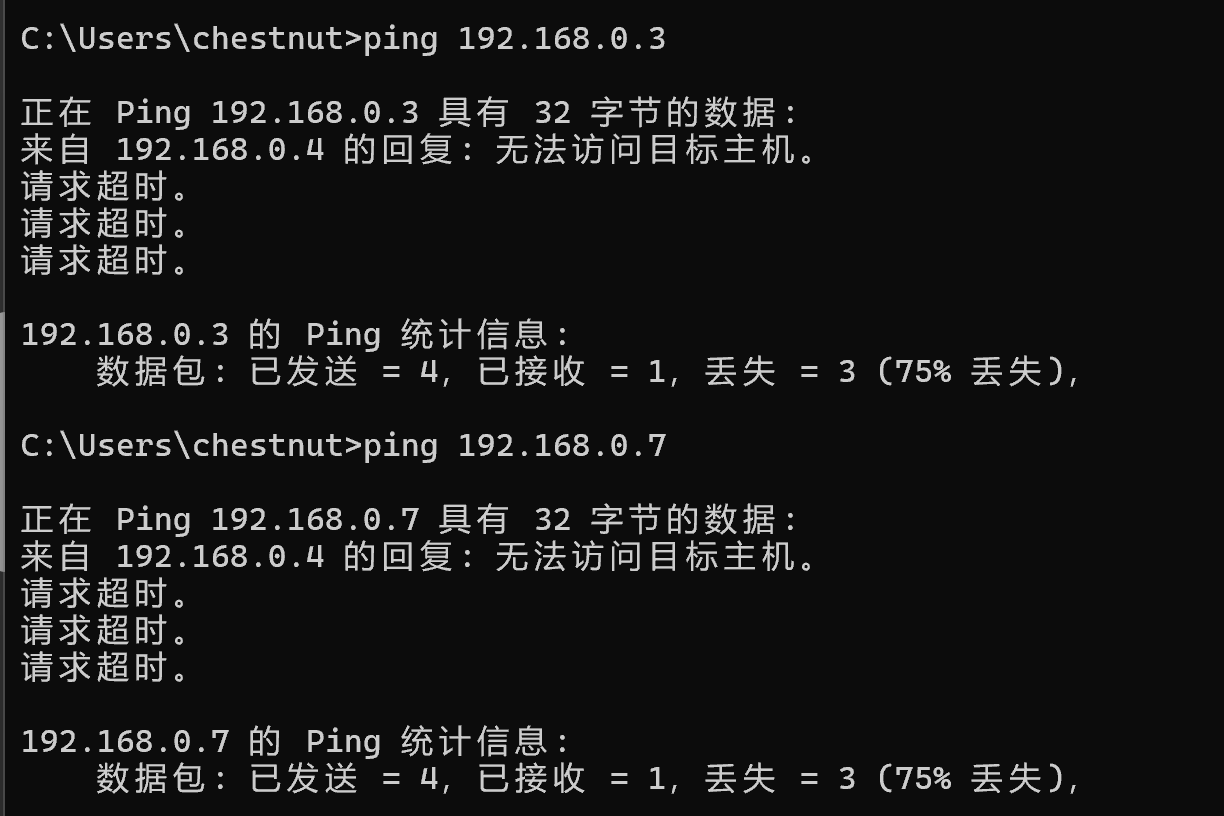 C:\Users\chestnut>ping 192.168.0.3
正在 Ping 192.168.0.3 具有 32 字节的数据:
来自 192.168.0.4 的回复: 无法访问目标主机。
请求超时。
请求超时。
请求超时。
192.168.0.3 的 Ping 统计信息:
数据包: 已发送 = 4, 已接收 = 1, 丢失 = 3 (75% 丢失),
C:\Users\chestnut>ping 192.168.0.7
正在 Ping 192.168.0.7 具有 32 字节的数据:
来自 192.168.0.4 的回复: 无法访问目标主机。
请求超时。
请求超时。
请求超时。
192.168.0.7 的 Ping 统计信息:
数据包: 已发送 = 4, 已接收 = 1, 丢失 = 3 (75% 丢失),